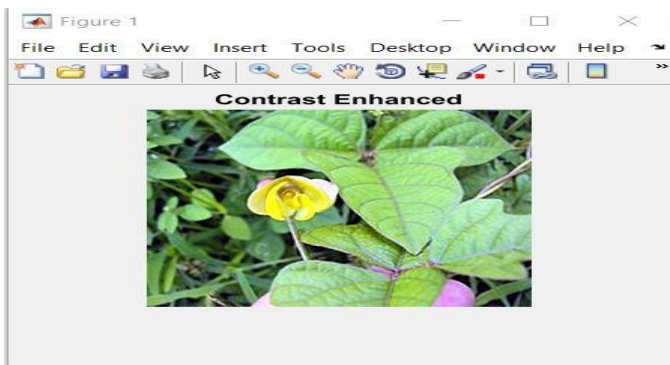 Figure 1
File Edit View Insert Tools Desktop Window Help
Contrast Enhanced